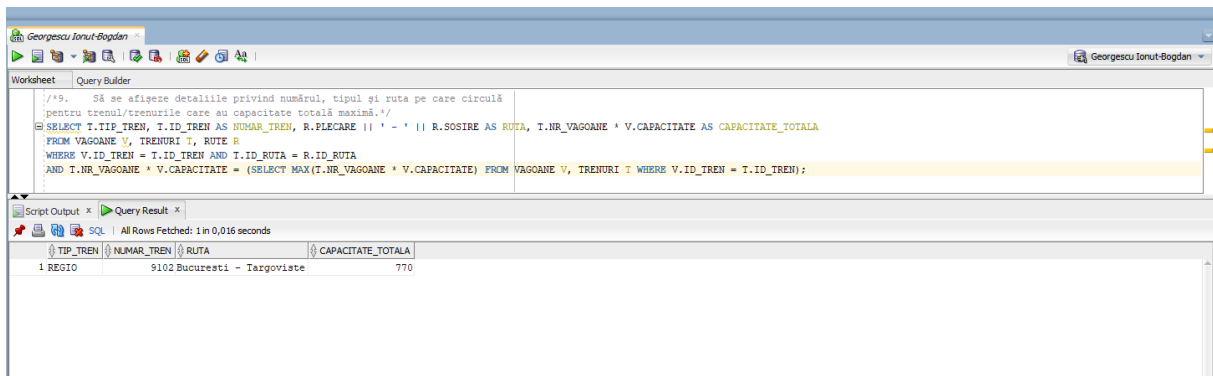 Georgescu Ionut-Bogdan ×
Georgescu Ionut-Bogdan
Worksheet Query Builder
/*9. Să se afișeze detaliile privind numărul, tipul și ruta pe care circulă
pentru trenul/trenurile care au capacitate totală maximă.*/
SELECT T.TIP_TREN, T.ID_TREN AS NUMAR_TREN, R.PLECARE || ' - ' || R.SOSIRE AS RUTA, T.NR_VAGOANE * V.CAPACITATE AS CAPACITATE_TOTALA
FROM VAGOANE V, TRENURI T, RUTE R
WHERE V.ID_TREN = T.ID_TREN AND T.ID_RUTA = R.ID_RUTA
AND T.NR_VAGOANE * V.CAPACITATE = (SELECT MAX(T.NR_VAGOANE * V.CAPACITATE) FROM VAGOANE V, TRENURI T WHERE V.ID_TREN = T.ID_TREN);
Script Output × Query Result ×
SQL | All Rows Fetched: 1 in 0,016 seconds
TIP_TREN NUMAR_TREN RUTA CAPACITATE_TOTALA
1 REGIO 9102 Bucuresti - Targoviste 770